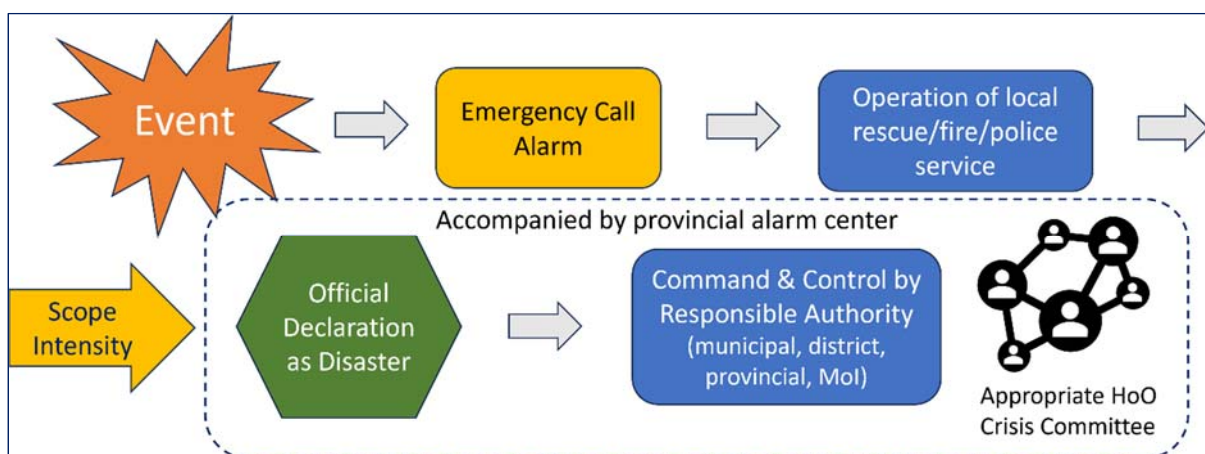 Event
Emergency Call
Alarm
Operation of local
rescue/fire/police
service
Accompanied by provincial alarm center
Scope
Intensity
Official
Declaration
as Disaster
Command & Control by
Responsible Authority
(municipal, district,
provincial, MoI)
Appropriate HoO
Crisis Committee